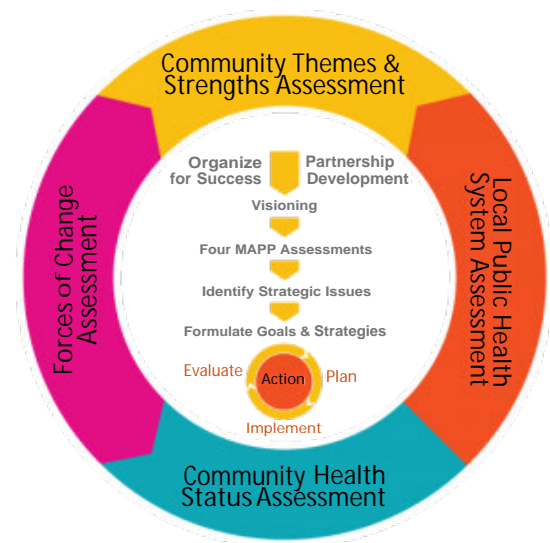 Community Themes &
Strengths Assessment
Organize
for Success
Partnership
Development
Visioning
Four MAPP Assessments
Identify Strategic Issues
Formulate Goals & Strategies
Evaluate
Action
Plan
Implement
Forces of Change
Assessment
Local Public Health
System Assessment
Community Health
Status Assessment